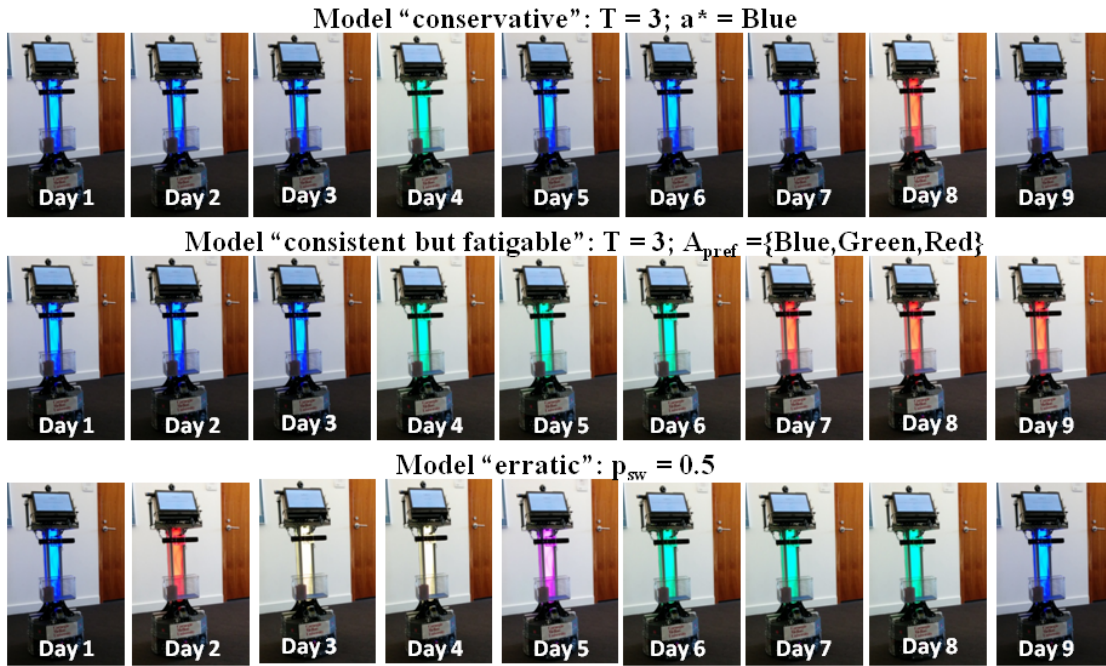 Model “conservative”: T = 3; a* = Blue
Day 1 Day 2 Day 3 Day 4 Day 5 Day 6 Day 7 Day 8 Day 9
Model “consistent but fatigable”: T = 3; A_pref ={Blue,Green,Red}
Day 1 Day 2 Day 3 Day 4 Day 5 Day 6 Day 7 Day 8 Day 9
Model “erratic”: p_sw = 0.5
Day 1 Day 2 Day 3 Day 4 Day 5 Day 6 Day 7 Day 8 Day 9